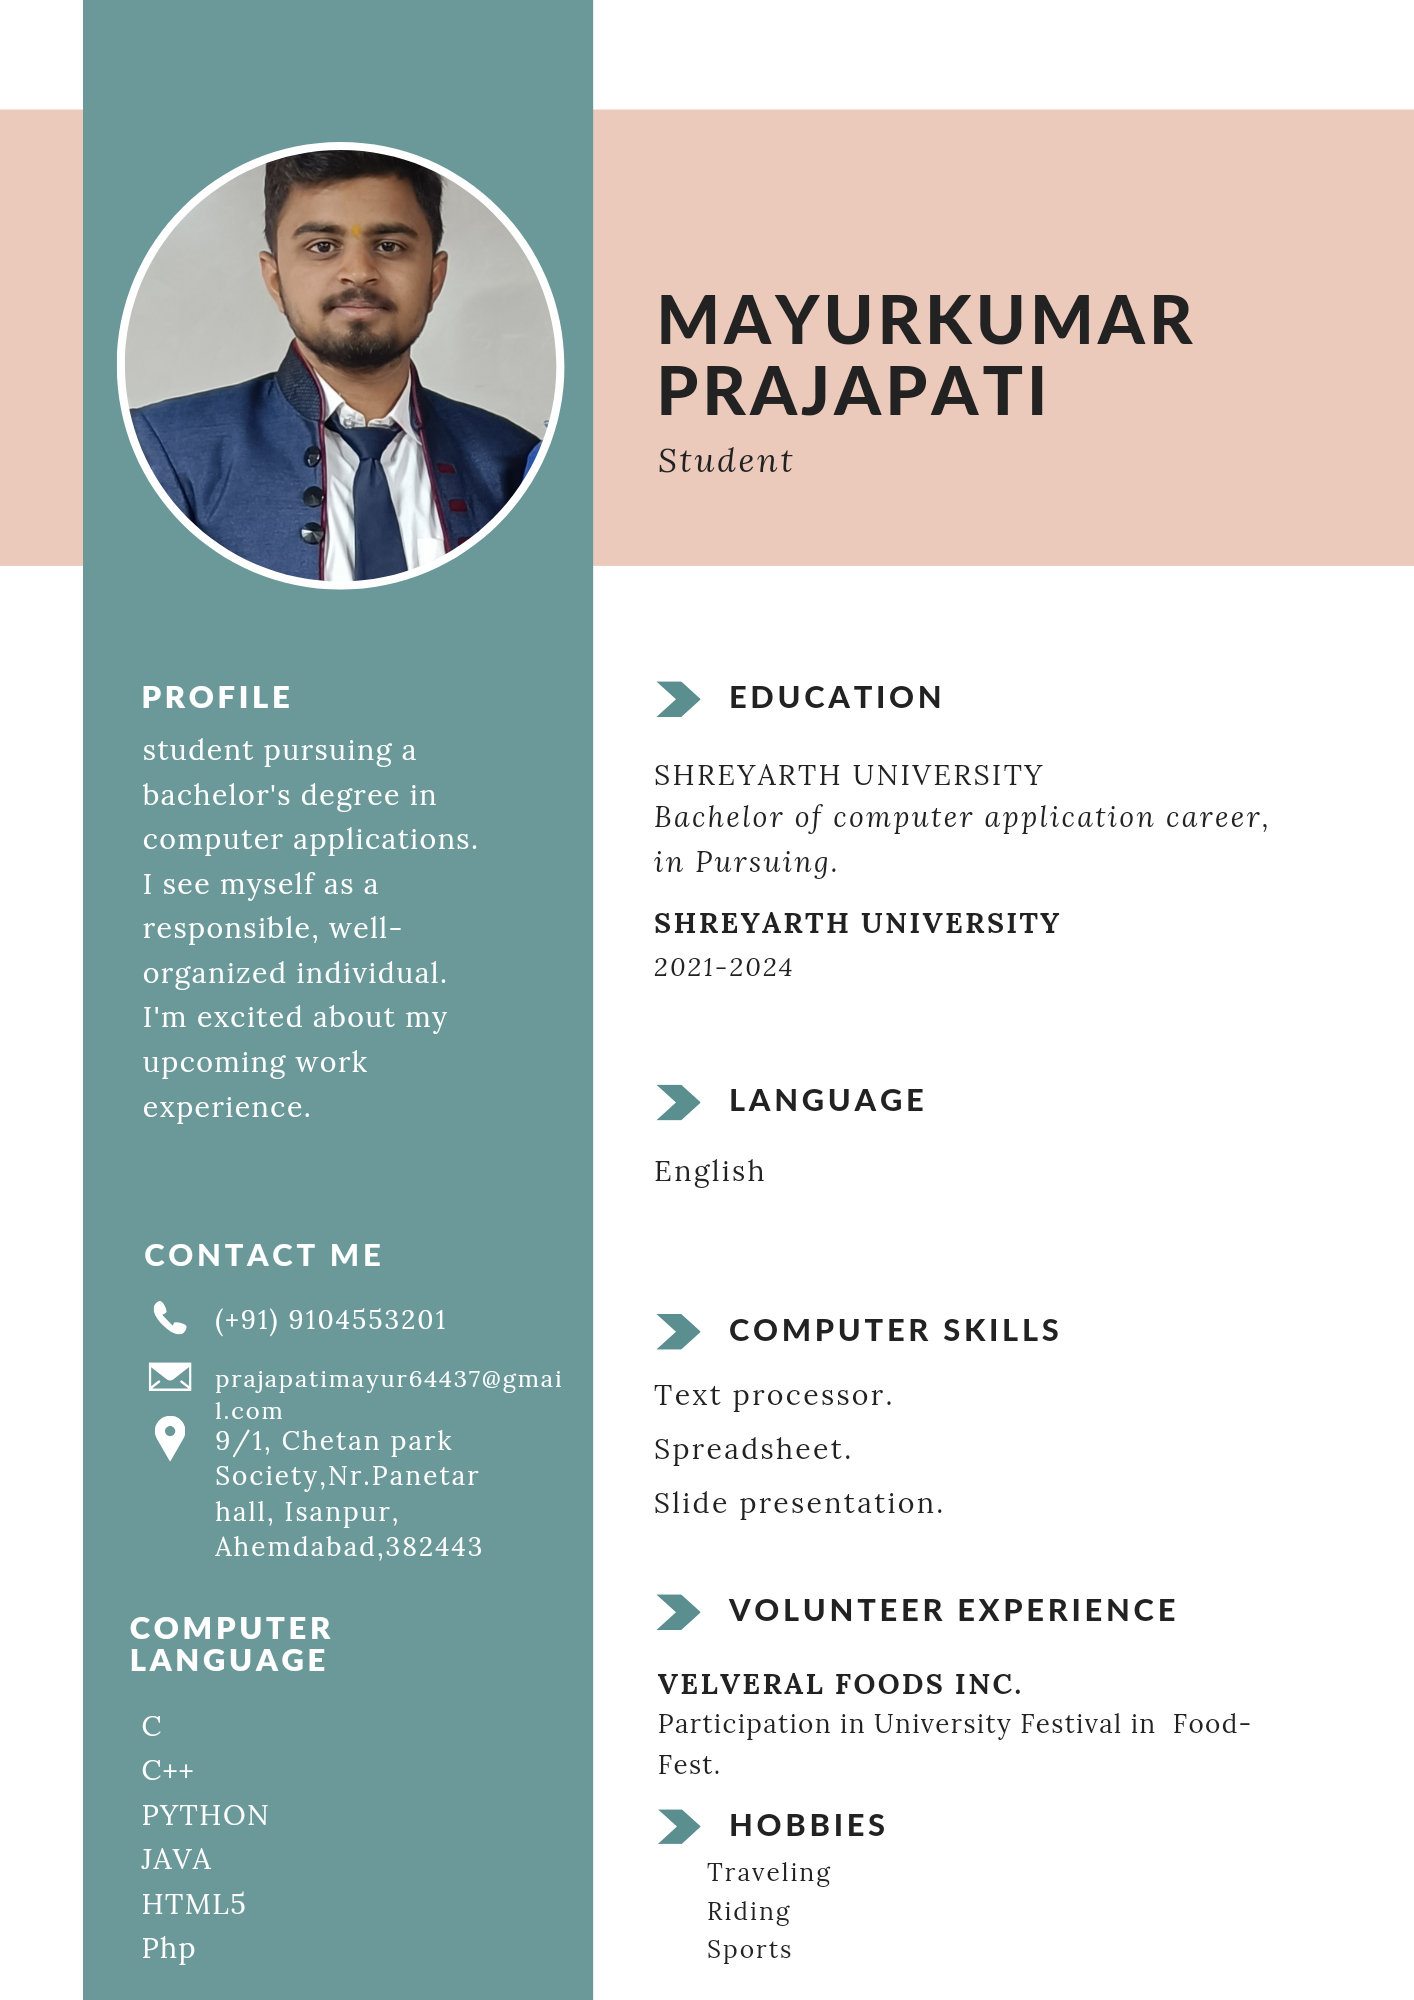 MAYURKUMAR
PRAJAPATI
Student
PROFILE
student pursuing a
bachelor's degree in
computer applications.
I see myself as a
responsible, well-
organized individual.
I'm excited about my
upcoming work
experience.
CONTACT ME
(+91) 9104553201
prajapatimayur64437@gmai
l.com
9/1, Chetan park
Society,Nr.Panetar
hall, Isanpur,
Ahemdabad,382443
COMPUTER
LANGUAGE
C
C++
PYTHON
JAVA
HTML5
Php
EDUCATION
SHREYARTH UNIVERSITY
Bachelor of computer application career,
in Pursuing.
SHREYARTH UNIVERSITY
2021-2024
LANGUAGE
English
COMPUTER SKILLS
Text processor.
Spreadsheet.
Slide presentation.
VOLUNTEER EXPERIENCE
VELVERAL FOODS INC.
Participation in University Festival in  Food-
Fest.
HOBBIES
Traveling
Riding
Sports